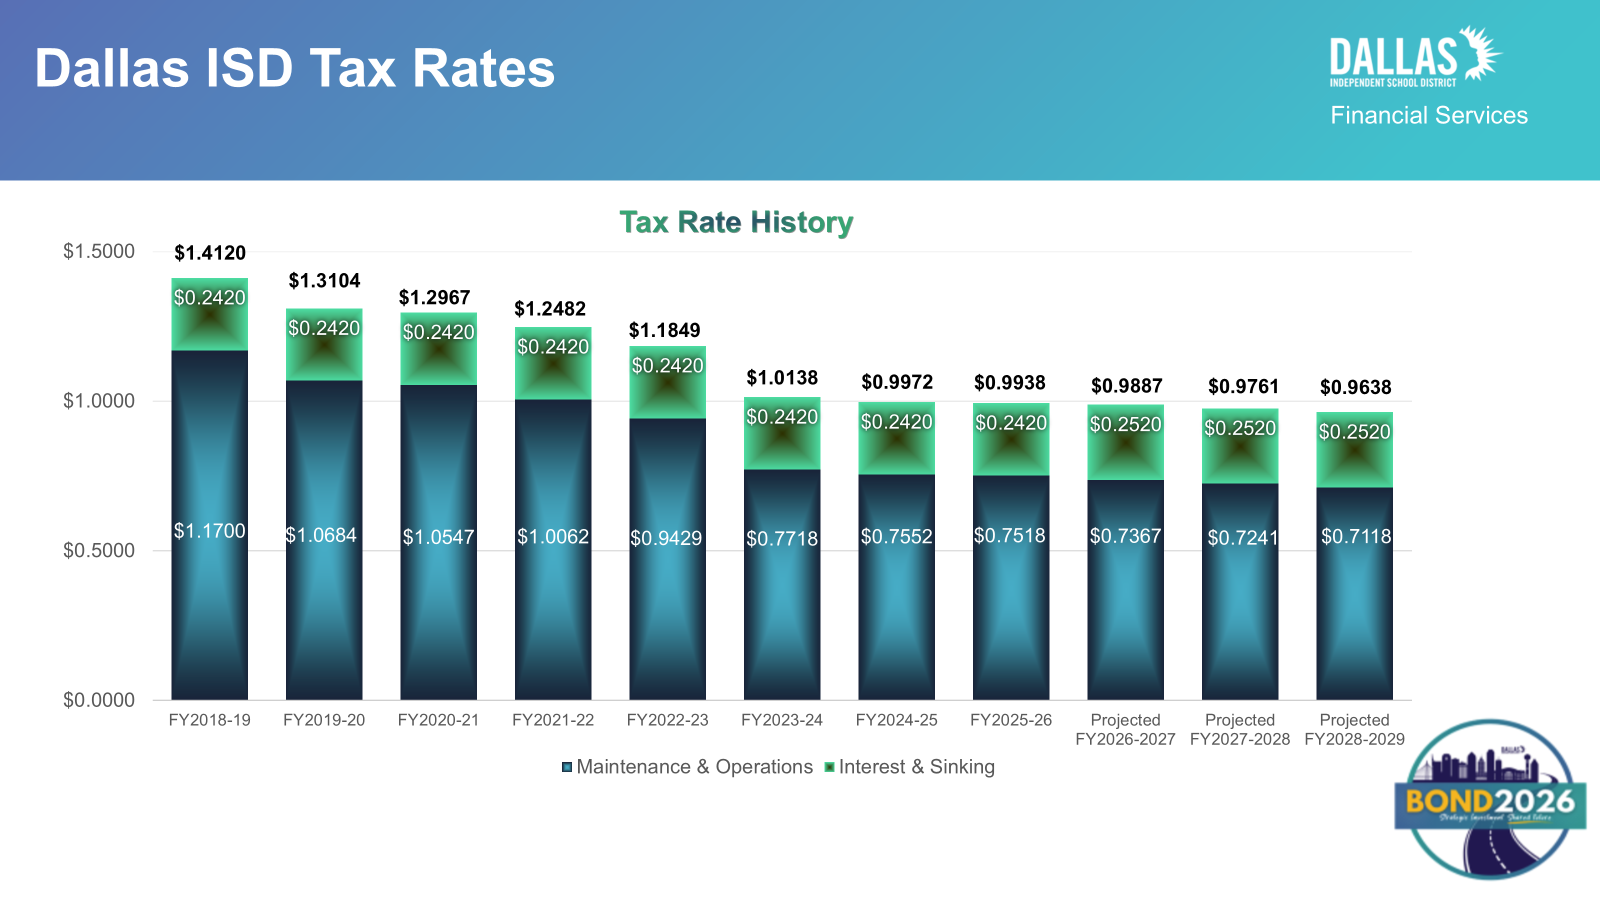 Dallas ISD Tax Rates
DALLAS
INDEPENDENT SCHOOL DISTRICT
Financial Services
Tax Rate History
$1.5000
$1.0000
$0.5000
$0.0000
$1.4120 $1.3104 $1.2967 $1.2482 $1.1849 $1.0138 $0.9972 $0.9938 $0.9887 $0.9761 $0.9638
$0.2420 $0.2420 $0.2420 $0.2420 $0.2420 $0.2420 $0.2420 $0.2420 $0.2520 $0.2520 $0.2520
$1.1700 $1.0684 $1.0547 $1.0062 $0.9429 $0.7718 $0.7552 $0.7518 $0.7367 $0.7241 $0.7118
FY2018-19 FY2019-20 FY2020-21 FY2021-22 FY2022-23 FY2023-24 FY2024-25 FY2025-26 Projected Projected Projected
FY2026-2027 FY2027-2028 FY2028-2029
Maintenance & Operations Interest & Sinking
DALLAS
BOND2026
Strategic Investment Shared Future